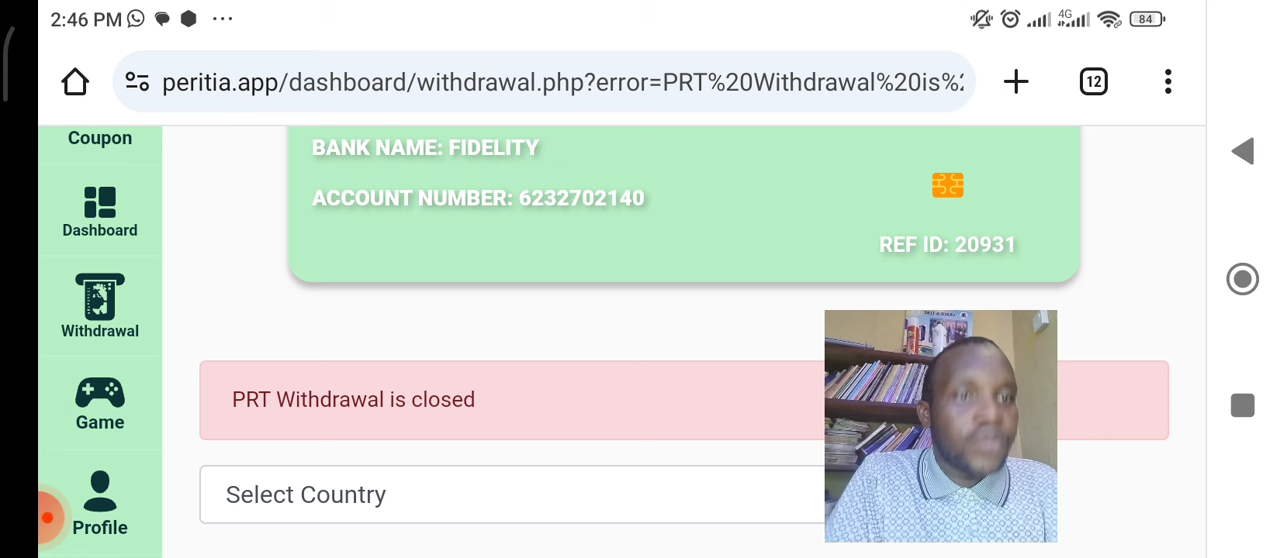 2:46 PM
4G
84
peritia.app/dashboard/withdrawal.php?error=PRT%20Withdrawal%20is%2
12
Coupon
Dashboard
Withdrawal
Game
Profile
BANK NAME: FIDELITY
ACCOUNT NUMBER: 6232702140
REF ID: 20931
PRT Withdrawal is closed
Select Country